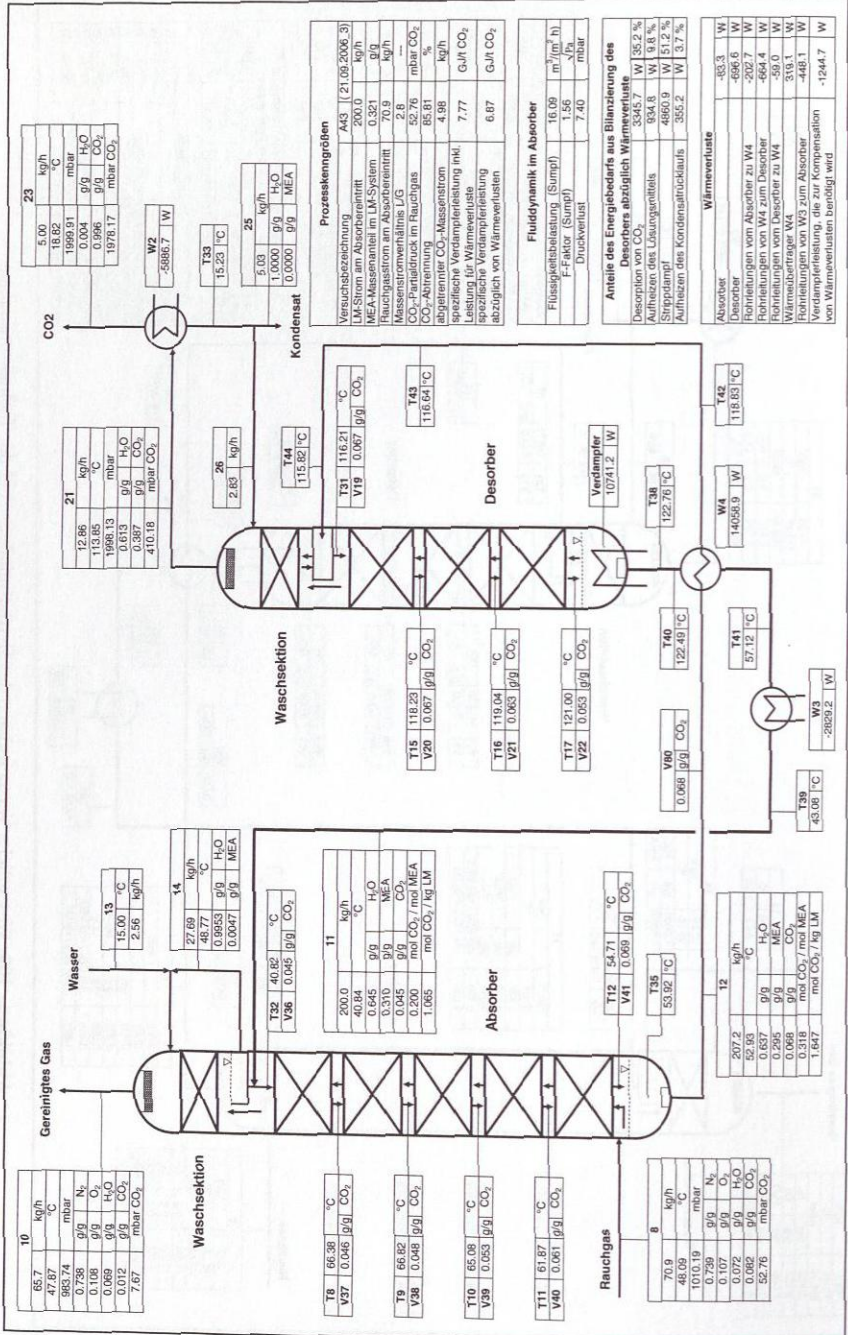 10
65.7 kg/h
47.87 °C
983.74 mbar
0.738 g/g N₂
0.108 g/g O₂
0.069 g/g H₂O
0.012 g/g CO₂
7.67 mbar CO₂
Gereinigtes Gas
Waschsektion
Wasser
13
15.00 °C
2.56 kg/h
14
27.69 kg/h
46.77 °C
0.9953 g/g H₂O
0.0047 g/g MEA
T32 40.82 °C
V36 0.045 g/g CO₂
11
200.0 kg/h
40.84 °C
0.645 g/g H₂O
0.310 g/g MEA
0.045 g/g CO₂
0.200 mol CO₂ / mol MEA
1.065 mol CO₂ / kg LM
T8 66.38 °C
V37 0.046 g/g CO₂
T9 66.82 °C
V38 0.048 g/g CO₂
T10 65.08 °C
V39 0.053 g/g CO₂
T11 61.87 °C
V40 0.061 g/g CO₂
Absorber
T12 54.71 °C
V41 0.069 g/g CO₂
T35
53.92 °C
Rauchgas
8
70.9 kg/h
48.09 °C
1010.19 mbar
0.739 g/g N₂
0.107 g/g O₂
0.072 g/g H₂O
0.082 g/g CO₂
52.76 mbar CO₂
12
207.2 kg/h
52.93 °C
0.637 g/g H₂O
0.295 g/g MEA
0.068 g/g CO₂
0.318 mol CO₂ / mol MEA
1.647 mol CO₂ / kg LM
21
12.86 kg/h
113.85 °C
1998.13 mbar
0.613 g/g H₂O
0.387 g/g CO₂
410.18 mbar CO₂
CO2
23
5.00 kg/h
18.82 °C
1999.91 mbar
0.004 g/g H₂O
0.996 g/g CO₂
1978.17 mbar CO₂
W2
-5886.7 W
T33
15.23 °C
25
5.03 kg/h
1.0000 g/g H₂O
0.0000 g/g MEA
Kondensat
26
2.83 kg/h
Waschsektion
T44
115.82 °C
T31 116.21 °C
V19 0.067 g/g CO₂
T43
116.64 °C
T15 118.23 °C
V20 0.067 g/g CO₂
T16 119.04 °C
V21 0.063 g/g CO₂
T17 121.00 °C
V22 0.053 g/g CO₂
Desorber
Verdampfer
10741.2 W
T38
122.76 °C
T40
122.49 °C
W4
14058.9 W
T42
118.83 °C
T41
57.12 °C
V80
0.068 g/g CO₂
W3
-2829.2 W
T39
43.08 °C
Prozesskenngrößen
Versuchsbezeichnung A43 (21.09.2006_3)
LM-Strom am Absorbereintritt 200.0 kg/h
MEA-Massenanteil im LM-System 0.321 g/g
Rauchgasstrom am Absorbereintritt 70.9 kg/h
Massenstromverhältnis L/G 2.8 ---
CO₂-Partialdruck im Rauchgas 52.76 mbar CO₂
CO₂-Abtrennung 85.81 %
abgetrennter CO₂-Massenstrom 4.98 kg/h
spezifische Verdampferleistung inkl.
Leistung für Wärmeverluste 7.77 GJ/t CO₂
spezifische Verdampferleistung
abzüglich von Wärmeverlusten 6.87 GJ/t CO₂
Fluiddynamik im Absorber
Flüssigkeitsbelastung (Sumpf) 16.09 m³/(m² h)
F-Faktor (Sumpf) 1.56 √Pa
Druckverlust 7.40 mbar
Anteile des Energiebedarfs aus Bilanzierung des
Desorbers abzüglich Wärmeverluste
Desorption von CO₂ 3345.7 W 35.2 %
Aufheizen des Lösungsmittels 934.8 W 9.8 %
Strippdampf 4860.9 W 51.2 %
Aufheizen des Kondensatrücklaufs 355.2 W 3.7 %
Wärmeverluste
Absorber -83.3 W
Desorber -696.6 W
Rohrleitungen vom Absorber zu W4 -202.7 W
Rohrleitungen von W4 zum Desorber -664.4 W
Rohrleitungen vom Desorber zu W4 -59.0 W
Wärmeübertrager W4 319.1 W
Rohrleitungen von W3 zum Absorber -448.1 W
Verdampferleistung, die zur Kompensation
von Wärmeverlusten benötigt wird -1244.7 W